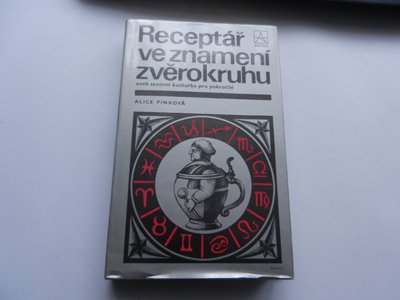 Receptář
ve znamení
zvěrokruhu
aneb sezónní kuchařka pro pokročilé
ALICE PINKOVÁ